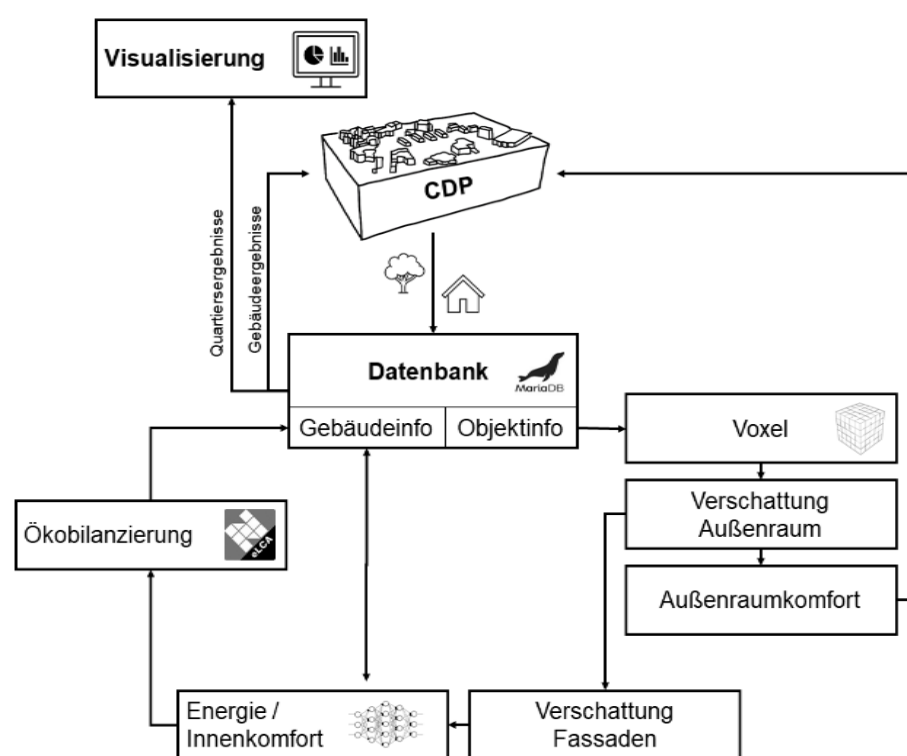 Visualisierung
CDP
Quartiersergebnisse
Gebäudeergebnisse
Datenbank
MariaDB
Gebäudeinfo
Objektinfo
Voxel
Verschattung
Außenraum
Ökobilanzierung
eLCA
Außenraumkomfort
Energie /
Innenkomfort
Verschattung
Fassaden